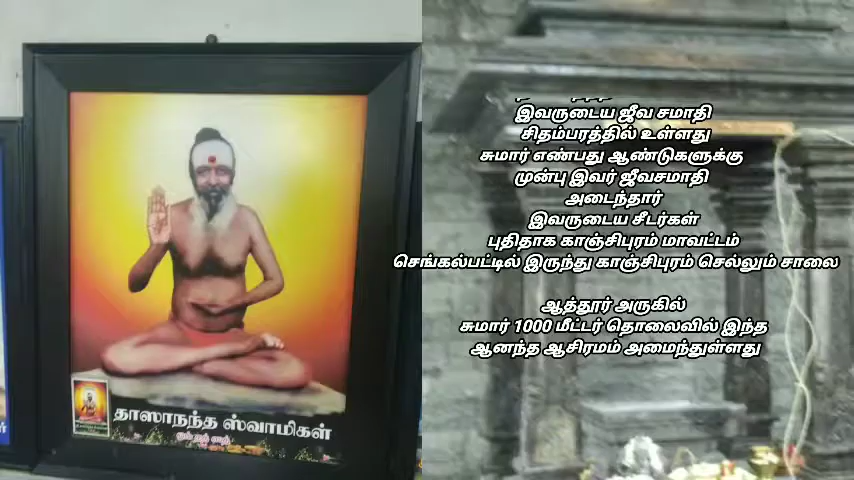 தாஸாநந்த ஸ்வாமிகள்
இவருடைய ஜீவ சமாதி
சிதம்பரத்தில் உள்ளது
சுமார் எண்பது ஆண்டுகளுக்கு
முன்பு இவர் ஜீவசமாதி
அடைந்தார்
இவருடைய சீடர்கள்
புதிதாக காஞ்சிபுரம் மாவட்டம்
செங்கல்பட்டில் இருந்து காஞ்சிபுரம் செல்லும் சாலை
ஆத்தூர் அருகில்
சுமார் 1000 மீட்டர் தொலைவில் இந்த
ஆனந்த ஆசிரமம் அமைந்துள்ளது